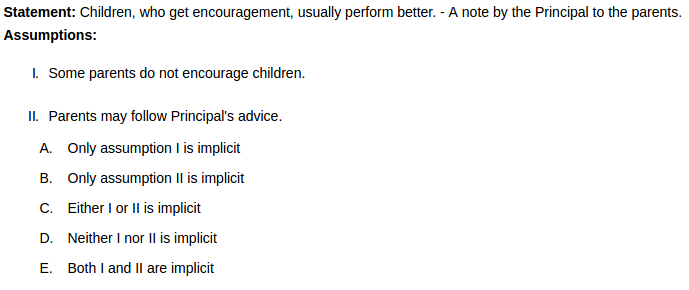 Statement: Children, who get encouragement, usually perform better. - A note by the Principal to the parents.
Assumptions:
I. Some parents do not encourage children.
II. Parents may follow Principal's advice.
A. Only assumption I is implicit
B. Only assumption II is implicit
C. Either I or II is implicit
D. Neither I nor II is implicit
E. Both I and II are implicit